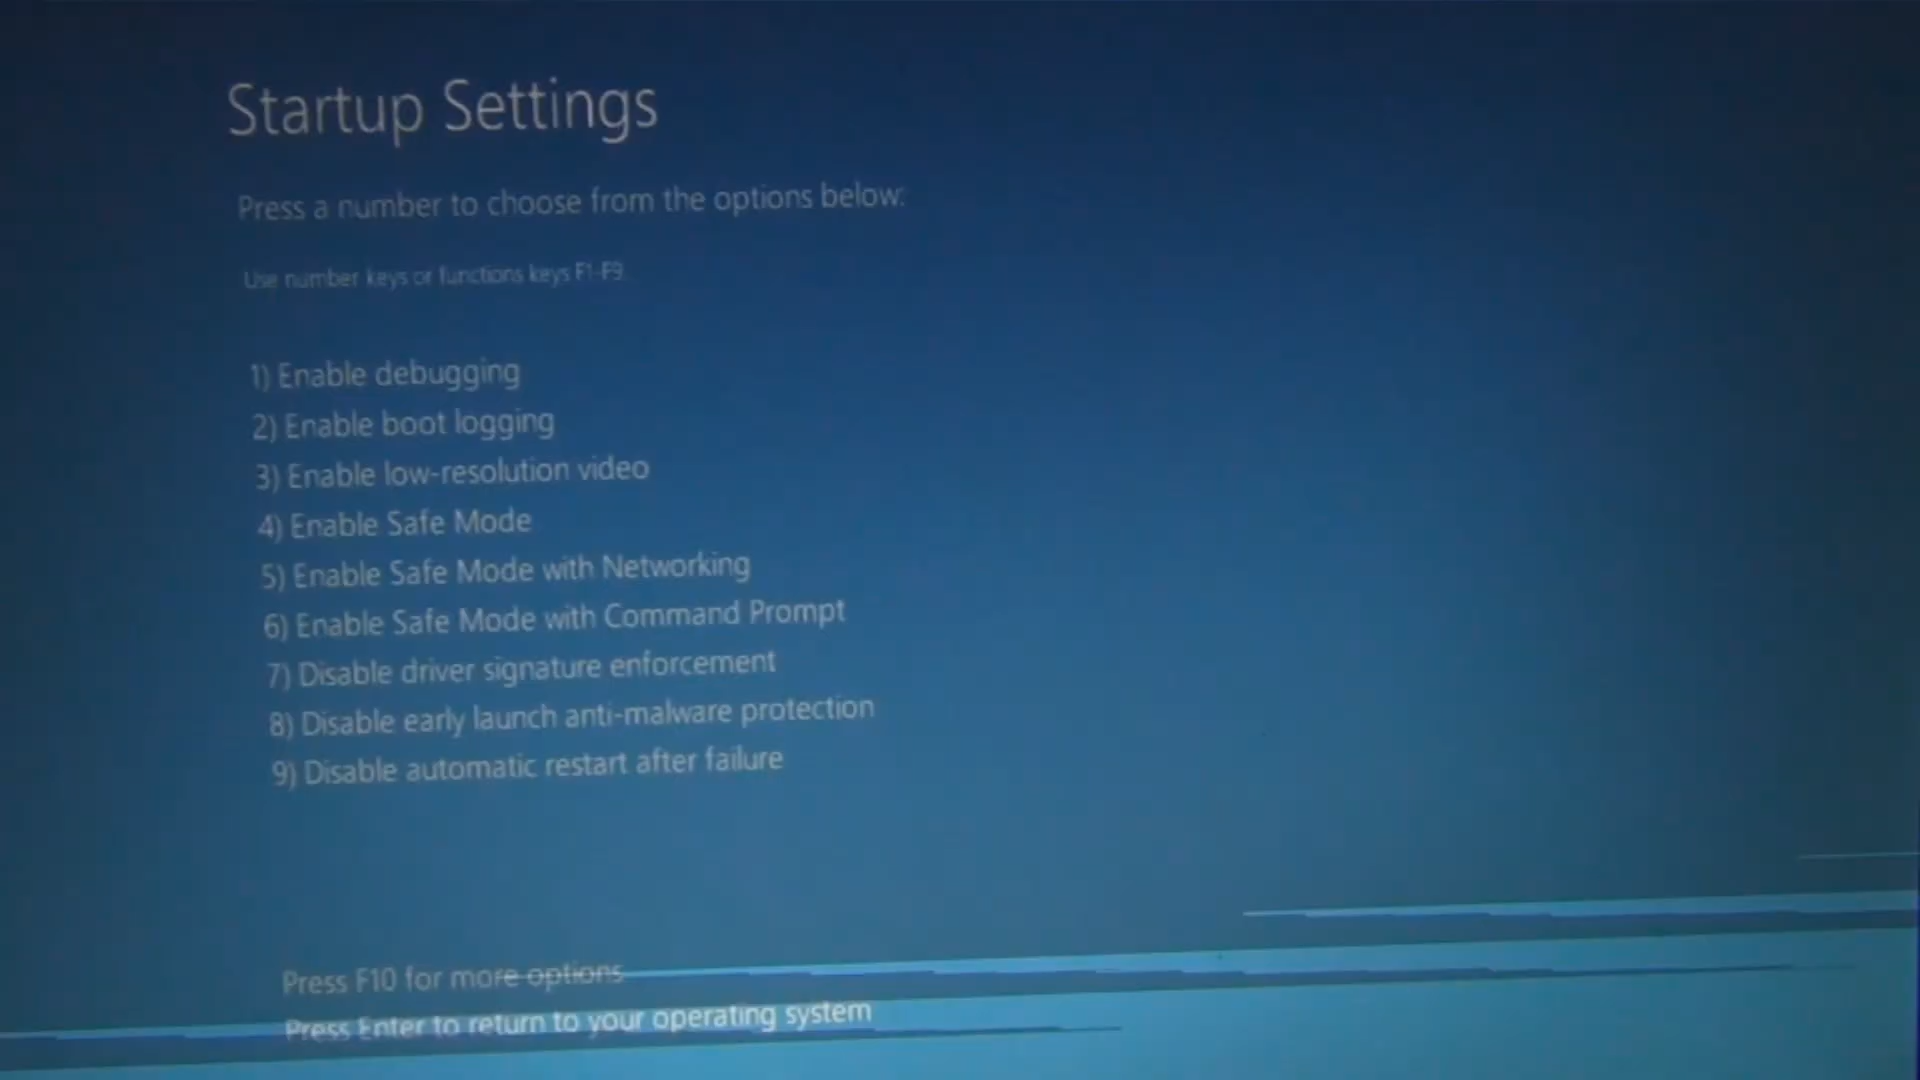 Startup Settings
Press a number to choose from the options below:
Use number keys or functions keys F1-F9.
1) Enable debugging
2) Enable boot logging
3) Enable low-resolution video
4) Enable Safe Mode
5) Enable Safe Mode with Networking
6) Enable Safe Mode with Command Prompt
7) Disable driver signature enforcement
8) Disable early launch anti-malware protection
9) Disable automatic restart after failure
Press F10 for more options
Press Enter to return to your operating system